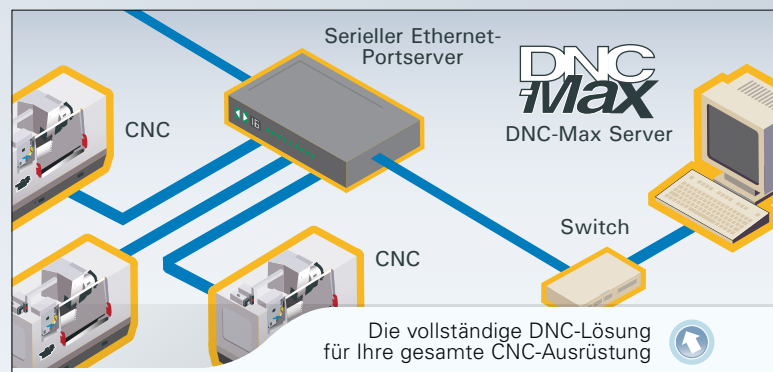 Serieller Ethernet-
Portserver
DNC
-Max
DNC-Max Server
CNC
16
Switch
CNC
Die vollständige DNC-Lösung
für Ihre gesamte CNC-Ausrüstung